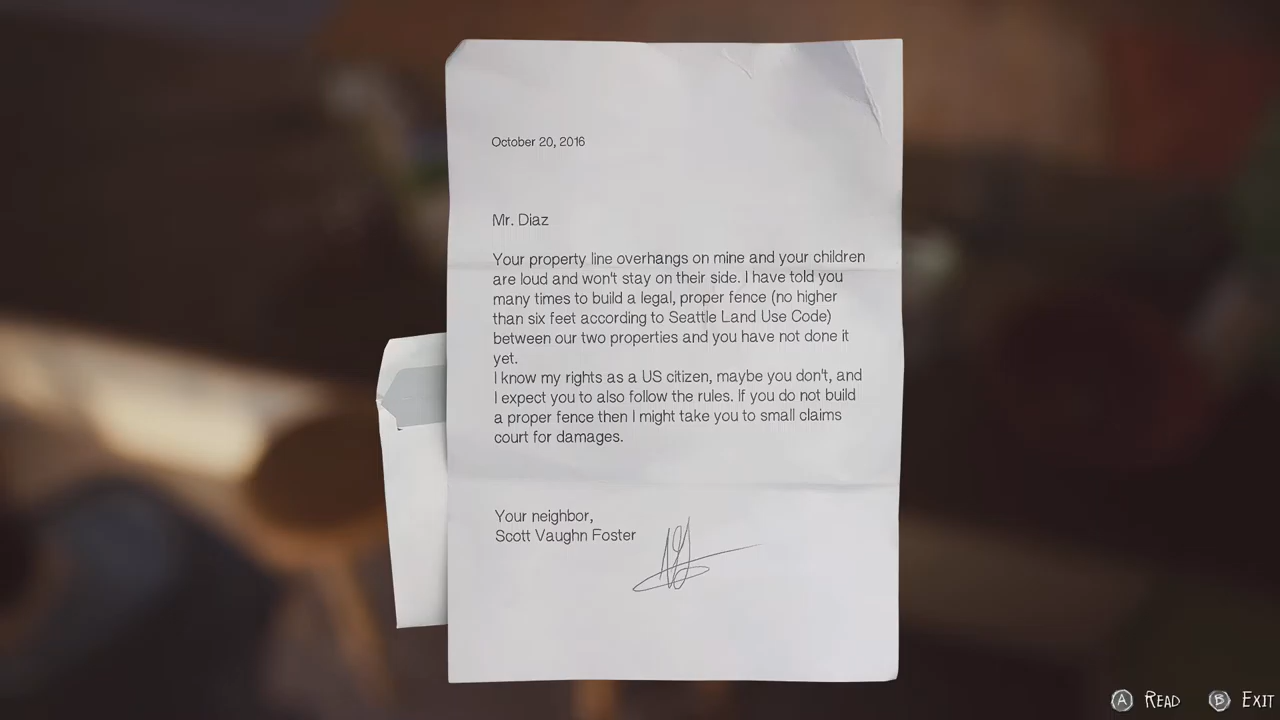 October 20, 2016
Mr. Diaz
Your property line overhangs on mine and your children
are loud and won't stay on their side. I have told you
many times to build a legal, proper fence (no higher
than six feet according to Seattle Land Use Code)
between our two properties and you have not done it
yet.
I know my rights as a US citizen, maybe you don't, and
I expect you to also follow the rules. If you do not build
a proper fence then I might take you to small claims
court for damages.
Your neighbor,
Scott Vaughn Foster
A READ B EXIT